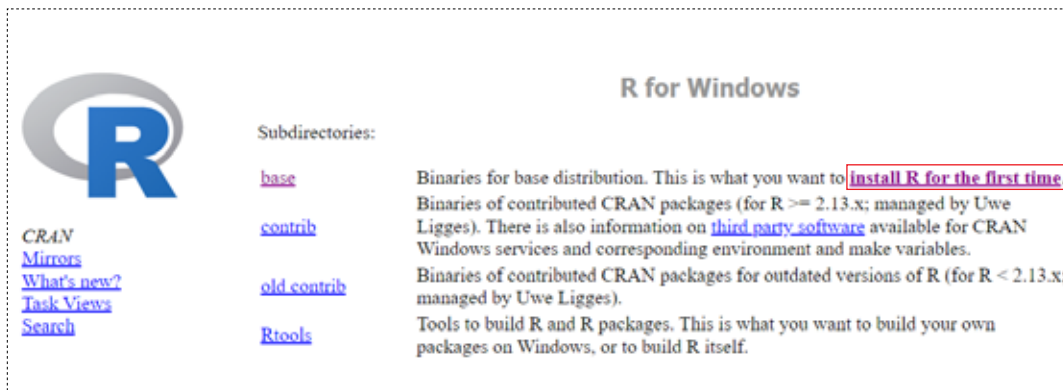 R
R for Windows
Subdirectories:
base
Binaries for base distribution. This is what you want to install R for the first time
contrib
Binaries of contributed CRAN packages (for R >= 2.13.x; managed by Uwe
Ligges). There is also information on third party software available for CRAN
Windows services and corresponding environment and make variables.
old contrib
Binaries of contributed CRAN packages for outdated versions of R (for R < 2.13.x;
managed by Uwe Ligges).
Rtools
Tools to build R and R packages. This is what you want to build your own
packages on Windows, or to build R itself.
CRAN
Mirrors
What's new?
Task Views
Search